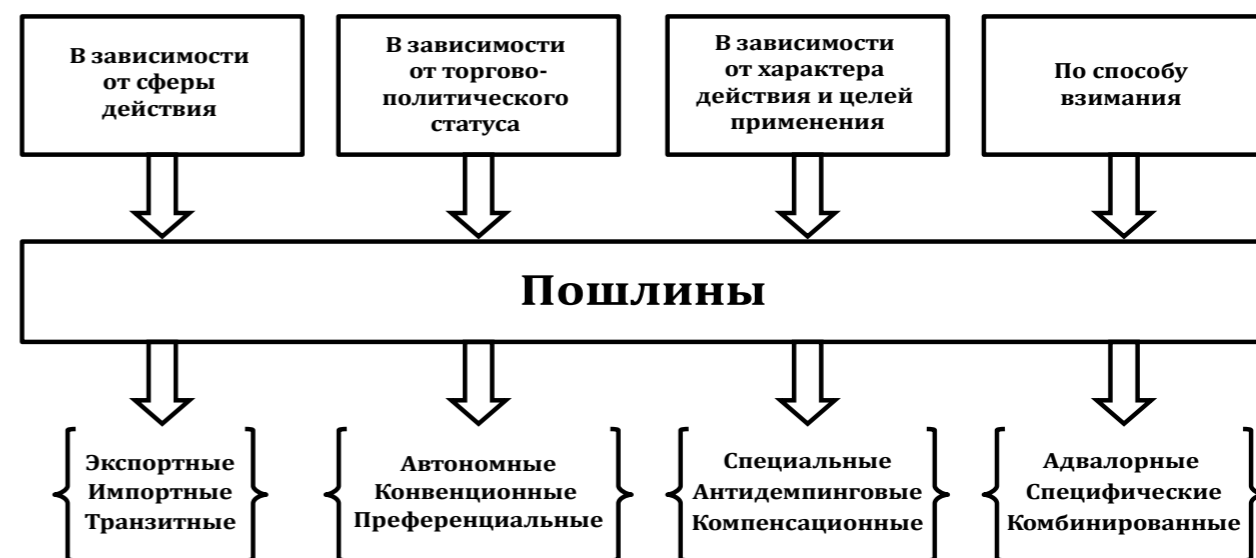 В зависимости
от сферы
действия
В зависимости
от торгово-
политического
статуса
В зависимости
от характера
действия и целей
применения
По способу
взимания
Пошлины
Экспортные
Импортные
Транзитные
Автономные
Конвенционные
Преференциальные
Специальные
Антидемпинговые
Компенсационные
Адвалорные
Специфические
Комбинированные